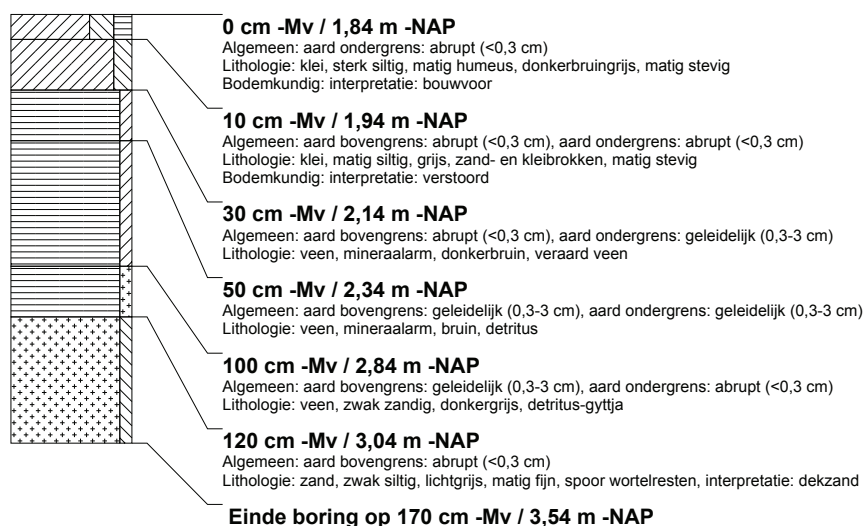 0 cm -Mv / 1,84 m -NAP
Algemeen: aard ondergrens: abrupt (<0,3 cm)
Lithologie: klei, sterk siltig, matig humeus, donkerbruingrijs, matig stevig
Bodemkundig: interpretatie: bouwvoor
10 cm -Mv / 1,94 m -NAP
Algemeen: aard bovengrens: abrupt (<0,3 cm), aard ondergrens: abrupt (<0,3 cm)
Lithologie: klei, matig siltig, grijs, zand- en kleibrokken, matig stevig
Bodemkundig: interpretatie: verstoord
30 cm -Mv / 2,14 m -NAP
Algemeen: aard bovengrens: abrupt (<0,3 cm), aard ondergrens: geleidelijk (0,3-3 cm)
Lithologie: veen, mineraalarm, donkerbruin, veraard veen
50 cm -Mv / 2,34 m -NAP
Algemeen: aard bovengrens: geleidelijk (0,3-3 cm), aard ondergrens: geleidelijk (0,3-3 cm)
Lithologie: veen, mineraalarm, bruin, detritus
100 cm -Mv / 2,84 m -NAP
Algemeen: aard bovengrens: geleidelijk (0,3-3 cm), aard ondergrens: abrupt (<0,3 cm)
Lithologie: veen, zwak zandig, donkergrijs, detritus-gyttja
120 cm -Mv / 3,04 m -NAP
Algemeen: aard bovengrens: abrupt (<0,3 cm)
Lithologie: zand, zwak siltig, lichtgrijs, matig fijn, spoor wortelresten, interpretatie: dekzand
Einde boring op 170 cm -Mv / 3,54 m -NAP